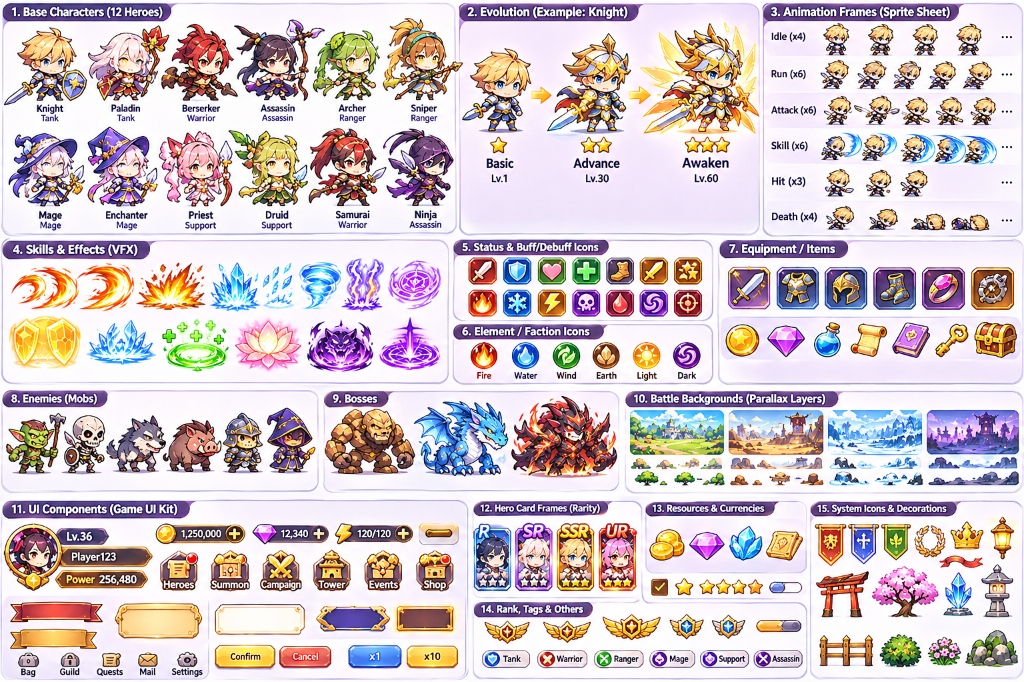 1. Base Characters (12 Heroes)
Knight
Tank
Paladin
Tank
Berserker
Warrior
Assassin
Assassin
Archer
Ranger
Sniper
Ranger
Mage
Mage
Enchanter
Mage
Priest
Support
Druid
Support
Samurai
Warrior
Ninja
Assassin
2. Evolution (Example: Knight)
Basic
Lv.1
Advance
Lv.30
Awaken
Lv.60
3. Animation Frames (Sprite Sheet)
Idle (x4)
...
Run (x6)
...
Attack (x6)
...
Skill (x6)
...
Hit (x3)
...
Death (x4)
...
4. Skills & Effects (VFX)
5. Status & Buff/Debuff Icons
6. Element / Faction Icons
Fire
Water
Wind
Earth
Light
Dark
7. Equipment / Items
8. Enemies (Mobs)
9. Bosses
10. Battle Backgrounds (Parallax Layers)
11. UI Components (Game UI Kit)
Lv.36
Player123
Power 256,480
1,250,000 +
12,340 +
120/120 +
Heroes
Summon
Campaign
Tower
Events
Shop
Bag
Guild
Quests
Mail
Settings
Confirm
Cancel
x1
x10
12. Hero Card Frames (Rarity)
R
SR
SSR
UR
13. Resources & Currencies
14. Rank, Tags & Others
Tank
Warrior
Ranger
Mage
Support
Assassin
15. System Icons & Decorations